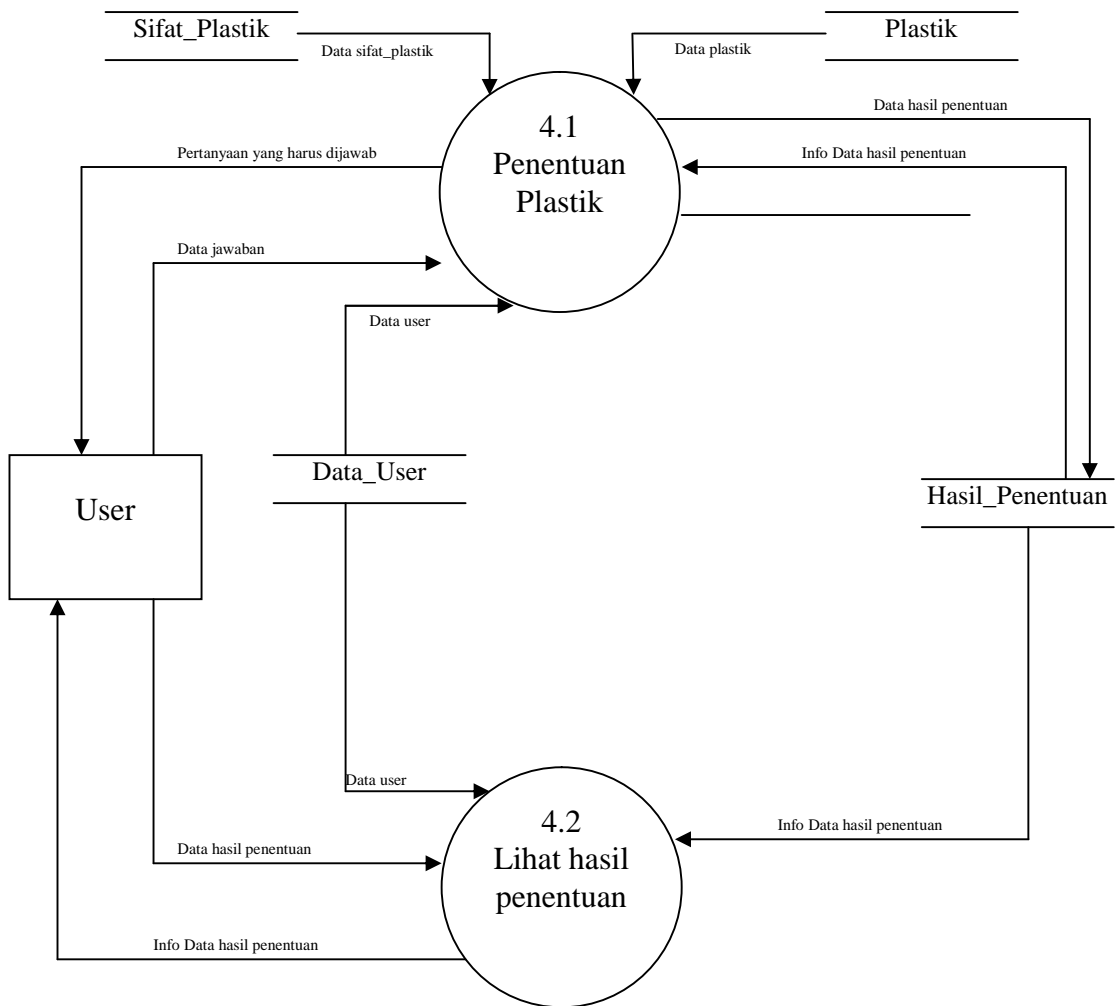 Sifat_Plastik
Plastik
Data sifat_plastik
Data plastik
Data hasil penentuan
4.1
Penentuan
Plastik
Pertanyaan yang harus dijawab
Info Data hasil penentuan
Data jawaban
Data user
Data_User
User
Hasil_Penentuan
Data user
4.2
Lihat hasil
penentuan
Info Data hasil penentuan
Data hasil penentuan
Info Data hasil penentuan